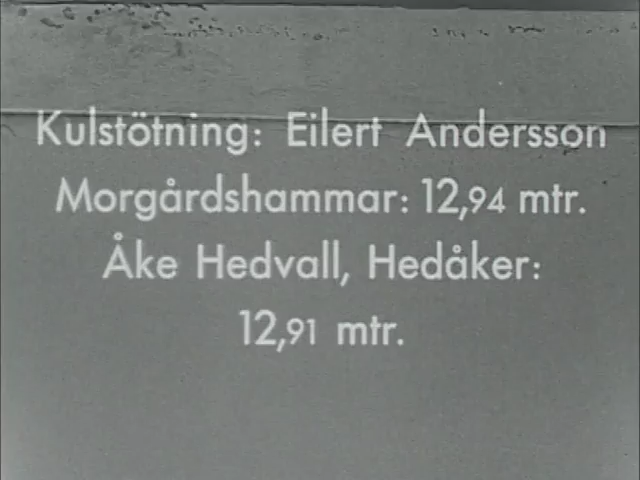 Kulstötning: Eilert Andersson
Morgårdshammar: 12,94 mtr.
Åke Hedvall, Hedåker:
12,91 mtr.